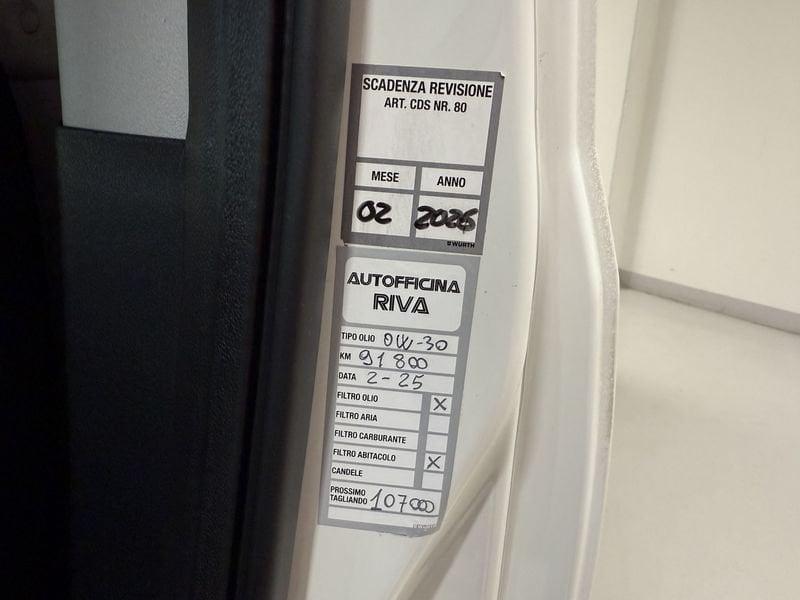 SCADENZA REVISIONE
ART. CDS NR. 80
MESE ANNO
02 2026
WÜRTH
AUTOFFICINA
RIVA
TIPO OLIO 0W-30
KM 91800
DATA 2-25
FILTRO OLIO X
FILTRO ARIA
FILTRO CARBURANTE
FILTRO ABITACOLO X
CANDELE
PROSSIMO
TAGLIANDO 107000